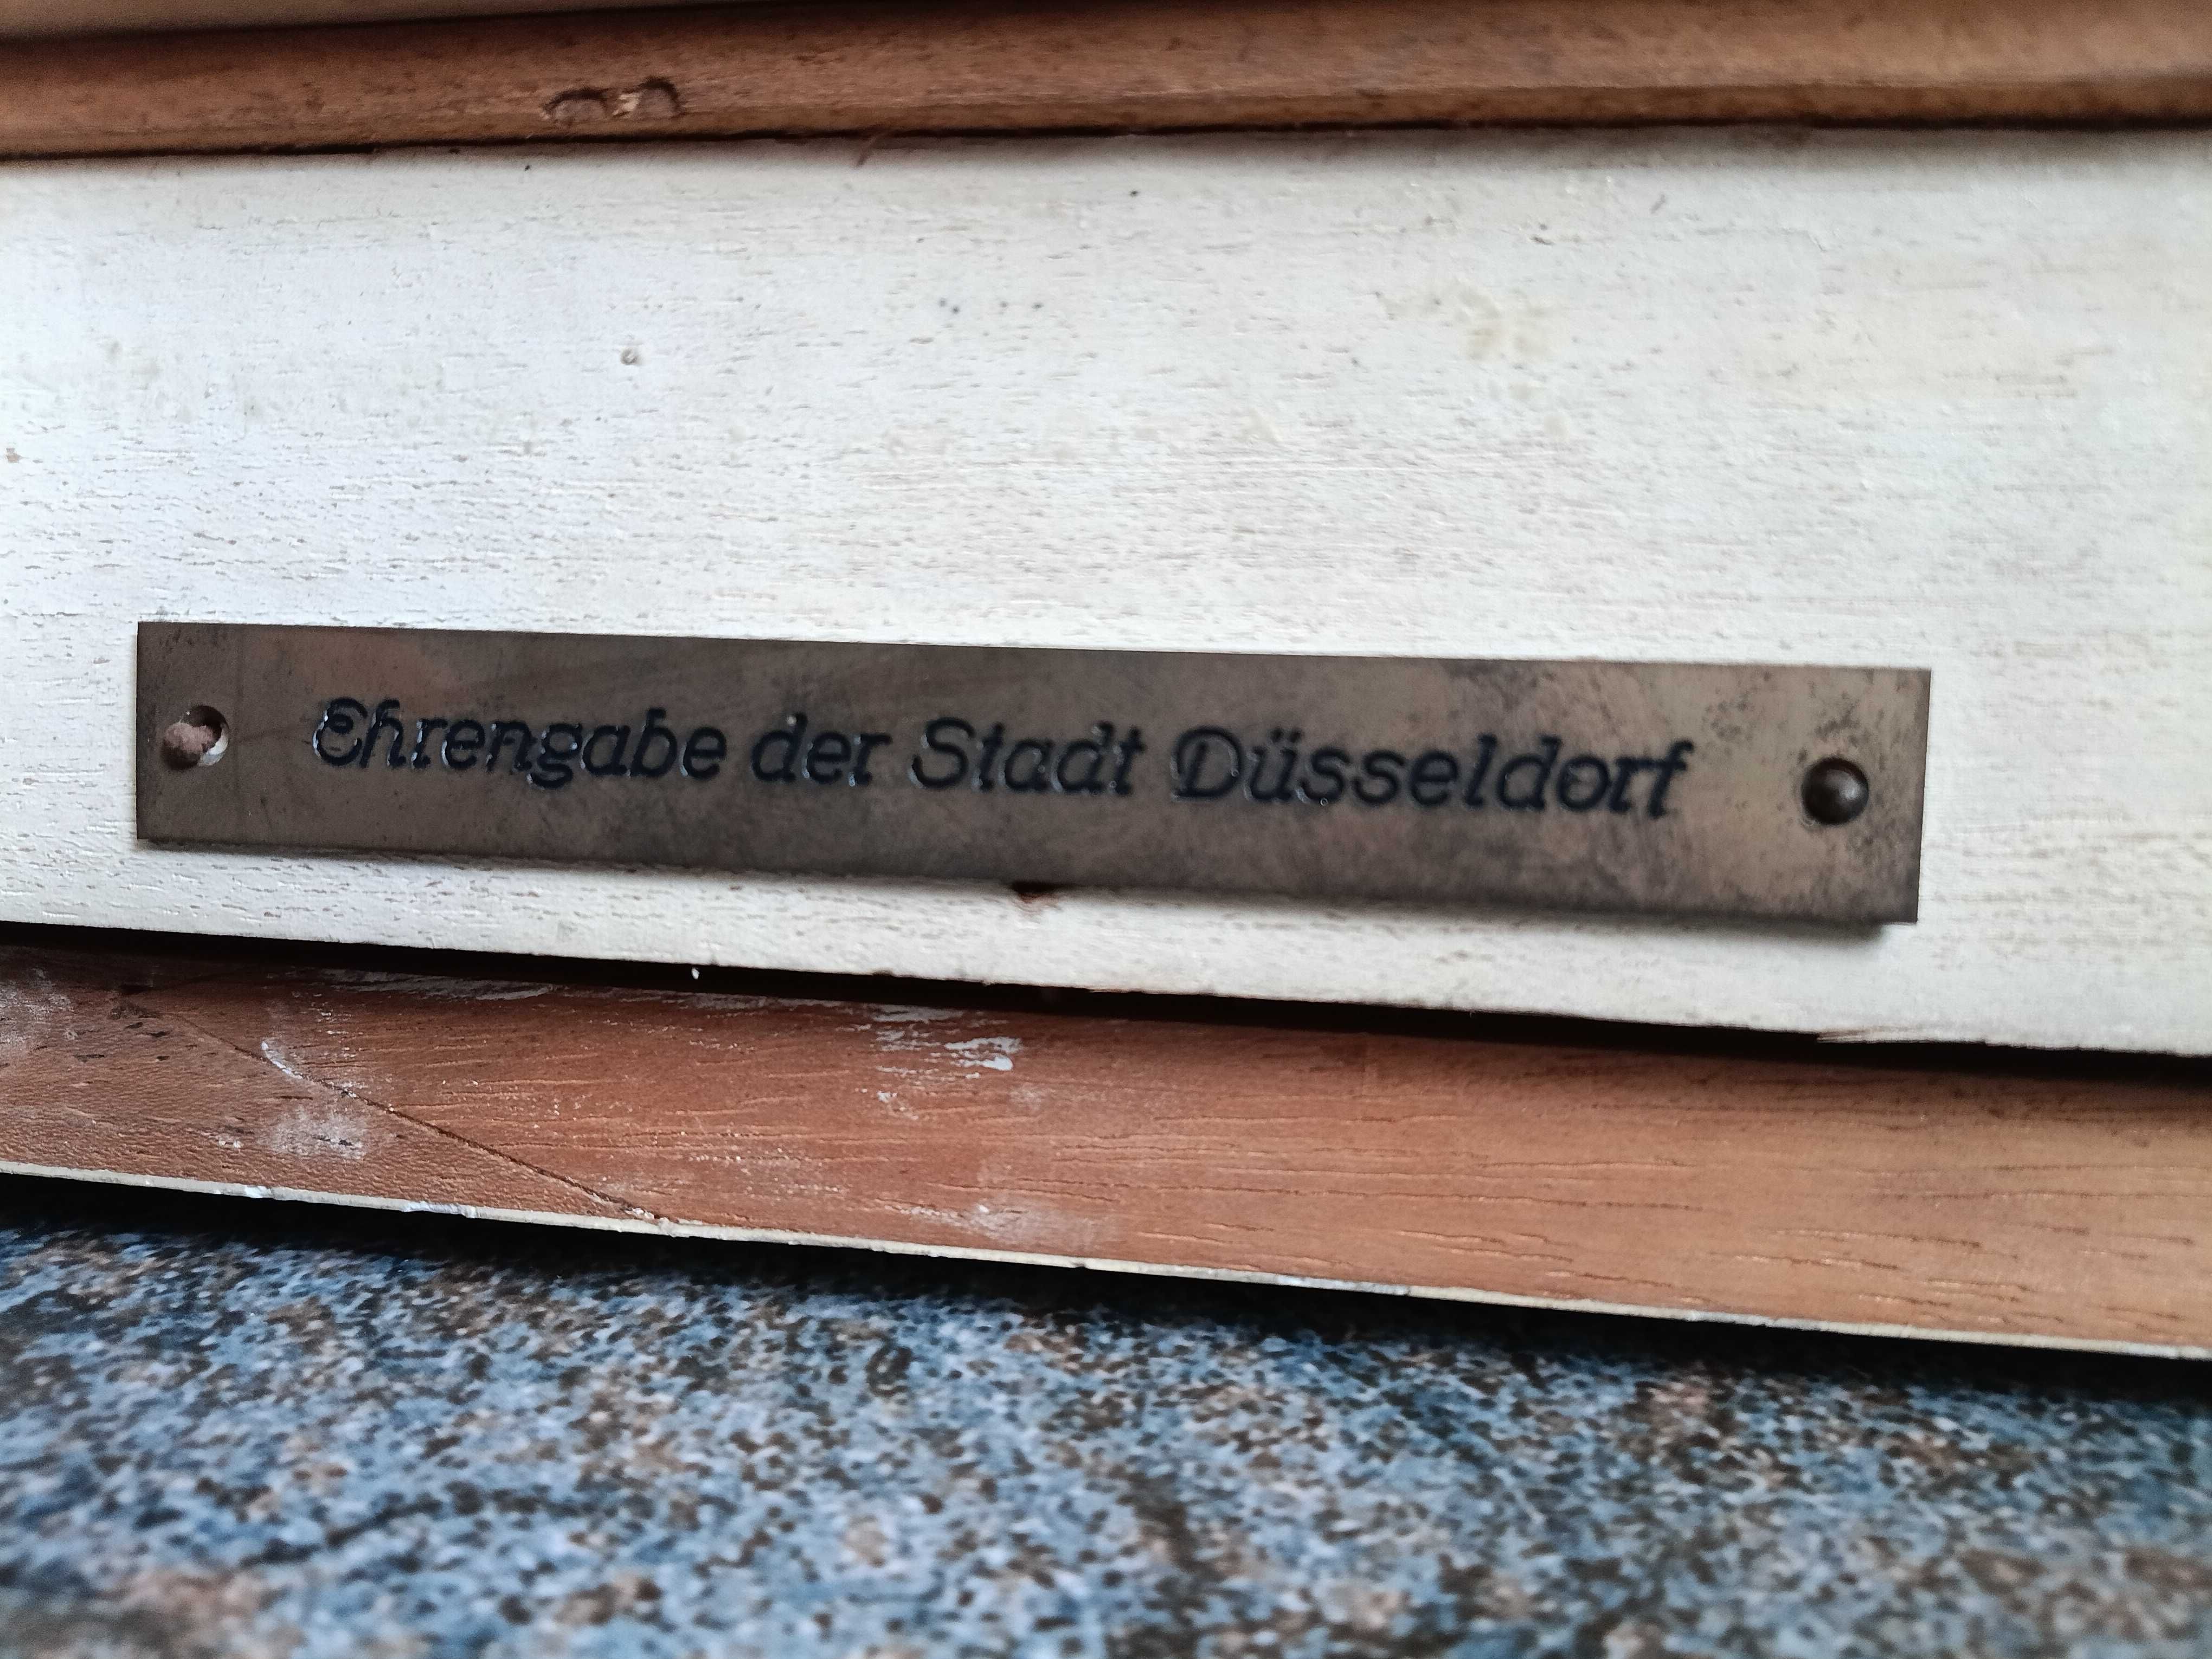 Ehrengabe der Stadt Düsseldorf